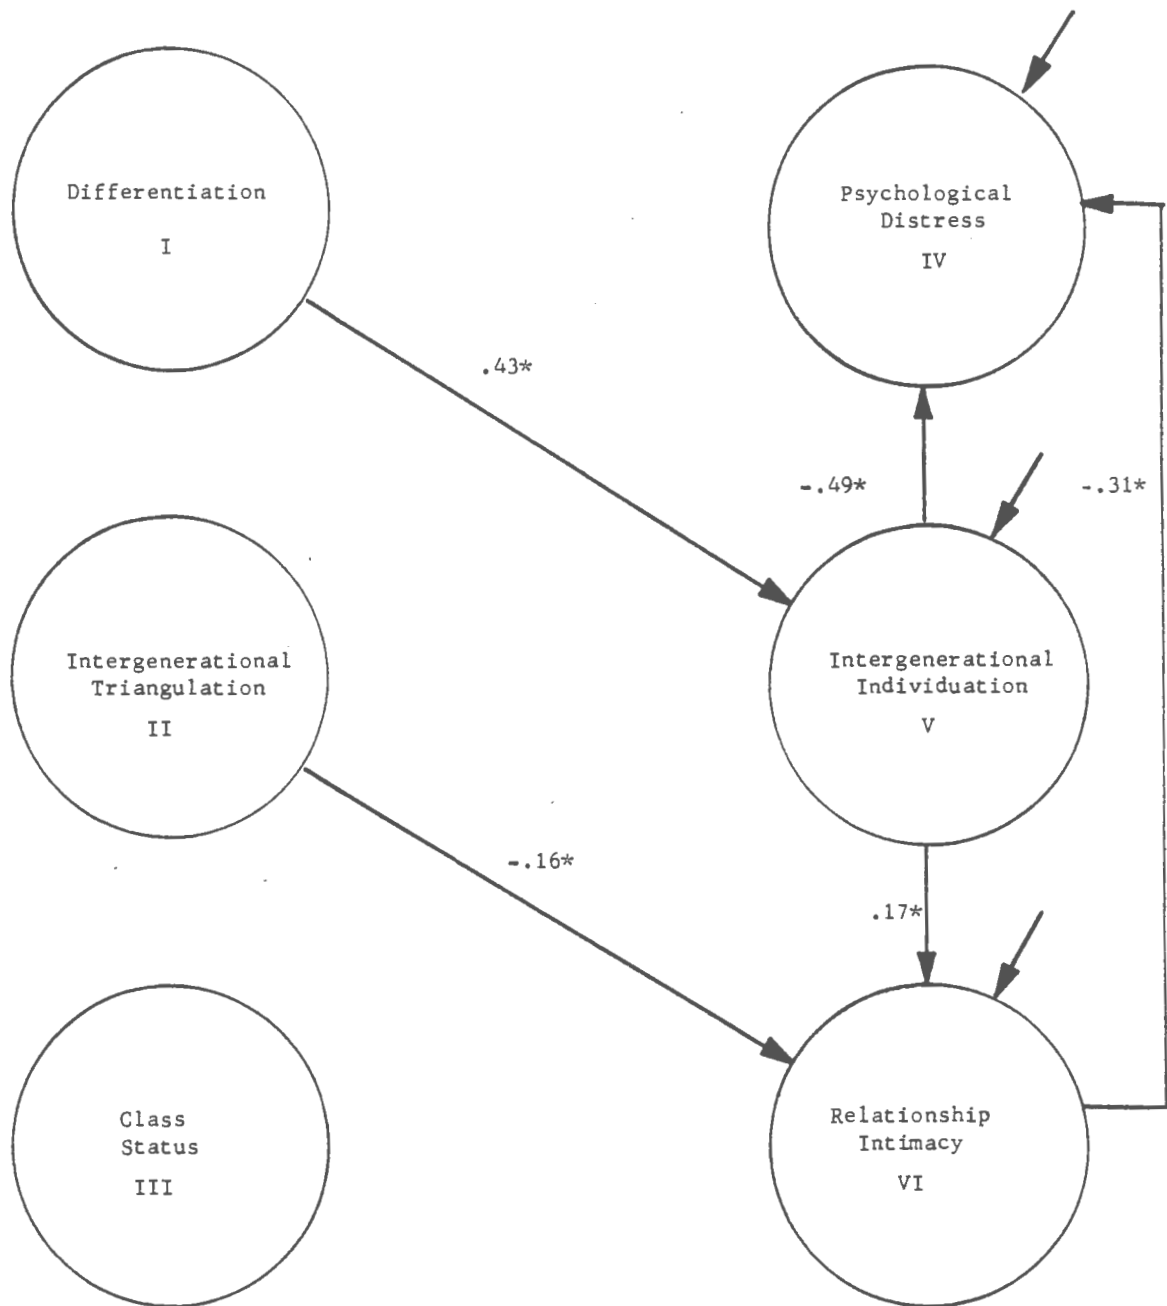 Differentiation
I
Psychological
Distress
IV
.43*
-.49*
-.31*
Intergenerational
Triangulation
II
Intergenerational
Individuation
V
-.16*
.17*
Class
Status
III
Relationship
Intimacy
VI